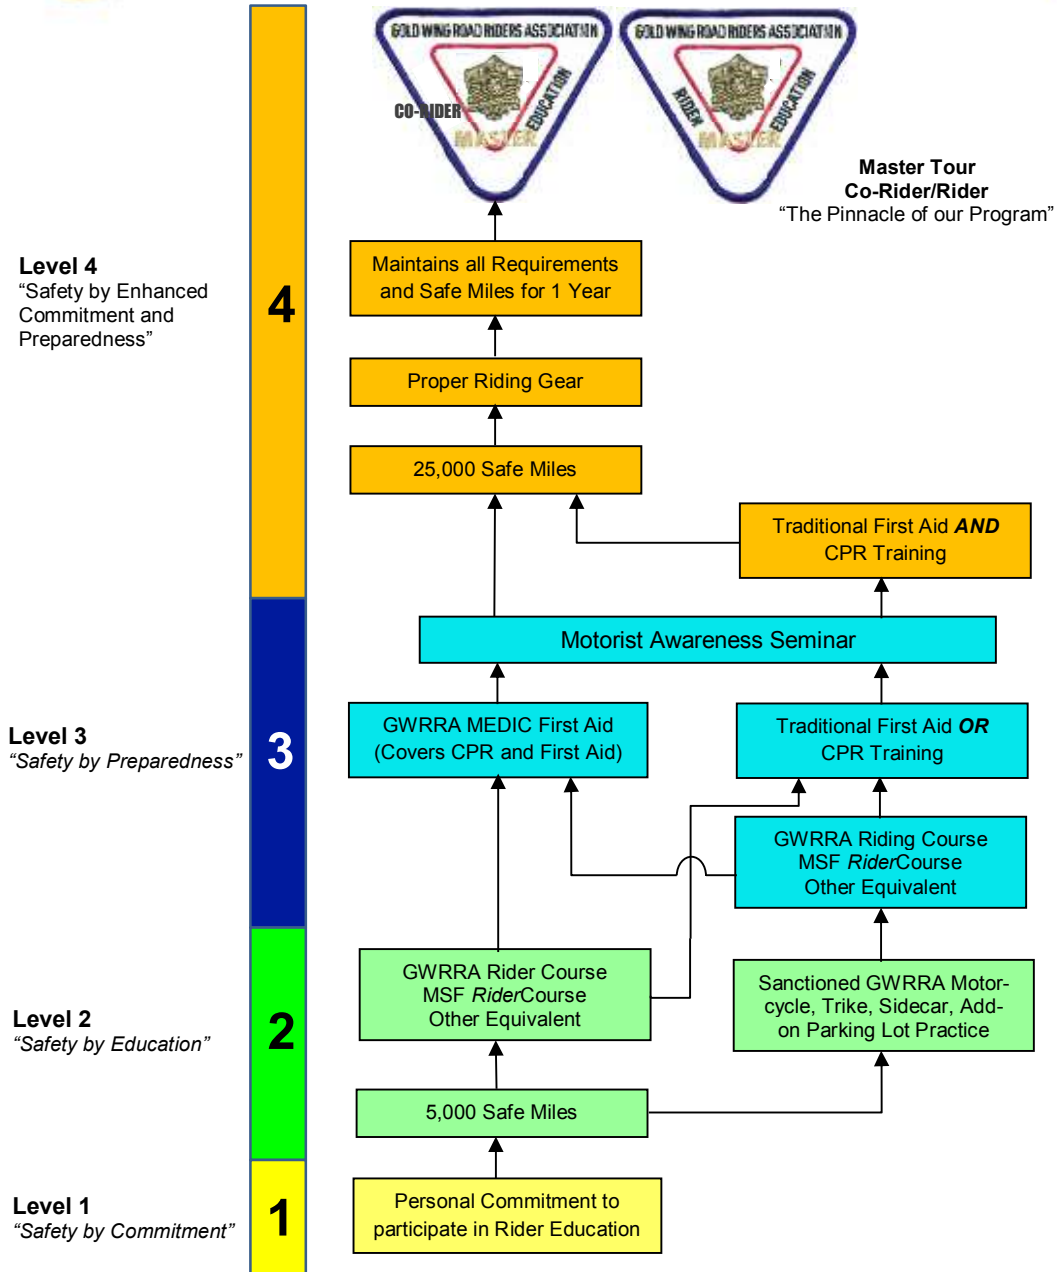 GOLD WING ROAD RIDERS ASSOCIATION
CO-RIDER
EDUCATION
MASTER
GOLD WING ROAD RIDERS ASSOCIATION
RIDER
EDUCATION
MASTER
Master Tour
Co-Rider/Rider
“The Pinnacle of our Program”
Level 4
“Safety by Enhanced
Commitment and
Preparedness”
4
Maintains all Requirements
and Safe Miles for 1 Year
Proper Riding Gear
25,000 Safe Miles
Traditional First Aid AND
CPR Training
Motorist Awareness Seminar
Level 3
“Safety by Preparedness”
3
GWRRA MEDIC First Aid
(Covers CPR and First Aid)
Traditional First Aid OR
CPR Training
GWRRA Riding Course
MSF RiderCourse
Other Equivalent
Level 2
“Safety by Education”
2
GWRRA Rider Course
MSF RiderCourse
Other Equivalent
Sanctioned GWRRA Motor-
cycle, Trike, Sidecar, Add-
on Parking Lot Practice
5,000 Safe Miles
Level 1
“Safety by Commitment”
1
Personal Commitment to
participate in Rider Education